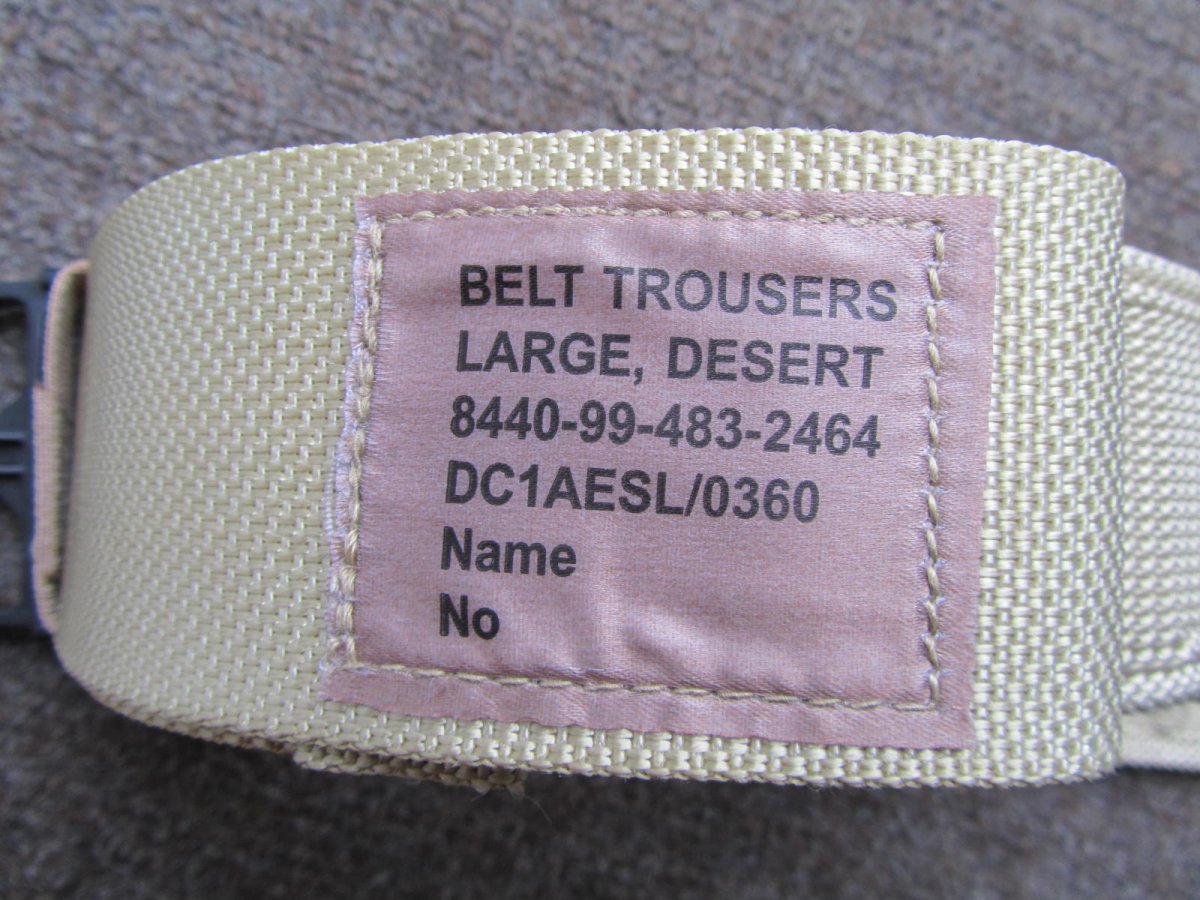 BELT TROUSERS
LARGE, DESERT
8440-99-483-2464
DC1AESL/0360
Name
No